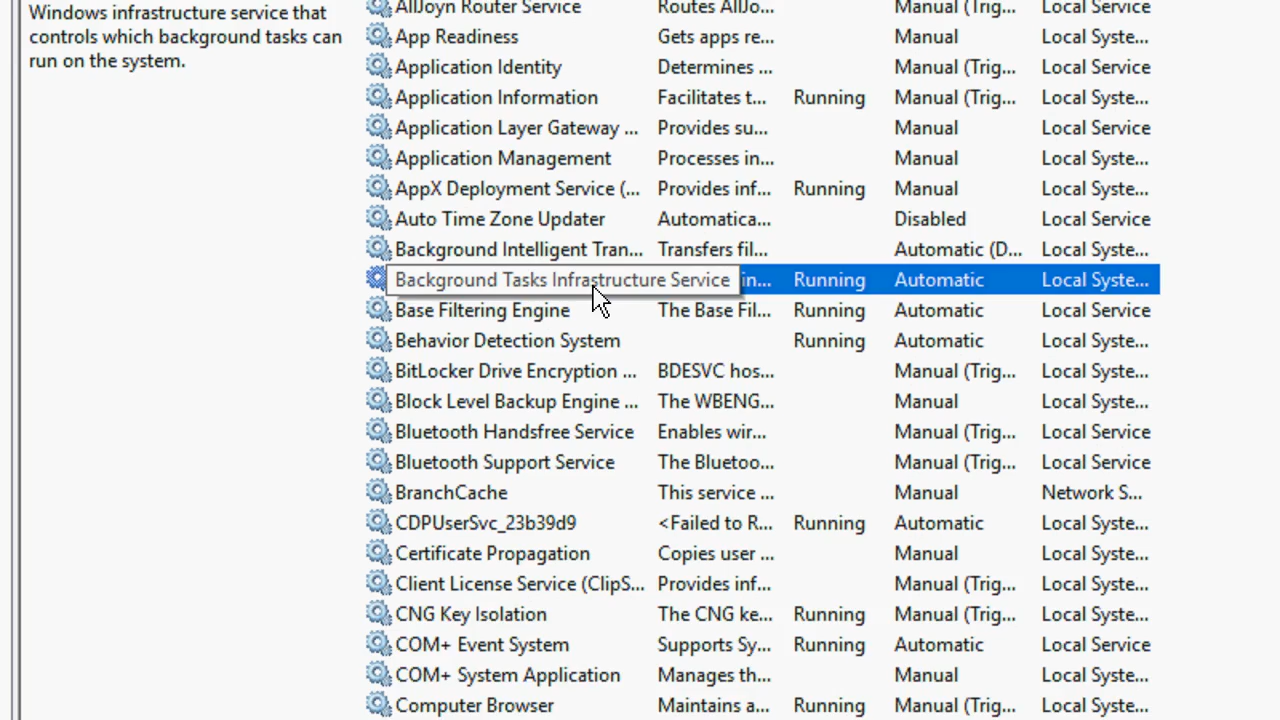 Windows infrastructure service that
controls which background tasks can
run on the system.
AllJoyn Router Service Routes AllJo... Manual (Trig... Local Service
App Readiness Gets apps re... Manual Local Syste...
Application Identity Determines ... Manual (Trig... Local Service
Application Information Facilitates t... Running Manual (Trig... Local Syste...
Application Layer Gateway ... Provides su... Manual Local Service
Application Management Processes in... Manual Local Syste...
AppX Deployment Service (... Provides inf... Running Manual Local Syste...
Auto Time Zone Updater Automatica... Disabled Local Service
Background Intelligent Tran... Transfers fil... Automatic (D... Local Syste...
Background Tasks Infrastructure Service in... Running Automatic Local Syste...
Base Filtering Engine The Base Fil... Running Automatic Local Service
Behavior Detection System Running Automatic Local Syste...
BitLocker Drive Encryption ... BDESVC hos... Manual (Trig... Local Syste...
Block Level Backup Engine ... The WBENG... Manual Local Syste...
Bluetooth Handsfree Service Enables wir... Manual (Trig... Local Service
Bluetooth Support Service The Bluetoo... Manual (Trig... Local Service
BranchCache This service ... Manual Network S...
CDPUserSvc_23b39d9 <Failed to R... Running Automatic Local Syste...
Certificate Propagation Copies user ... Manual Local Syste...
Client License Service (ClipS... Provides inf... Manual (Trig... Local Syste...
CNG Key Isolation The CNG ke... Running Manual (Trig... Local Syste...
COM+ Event System Supports Sy... Running Automatic Local Service
COM+ System Application Manages th... Manual Local Syste...
Computer Browser Maintains a... Running Manual (Trig... Local Syste...